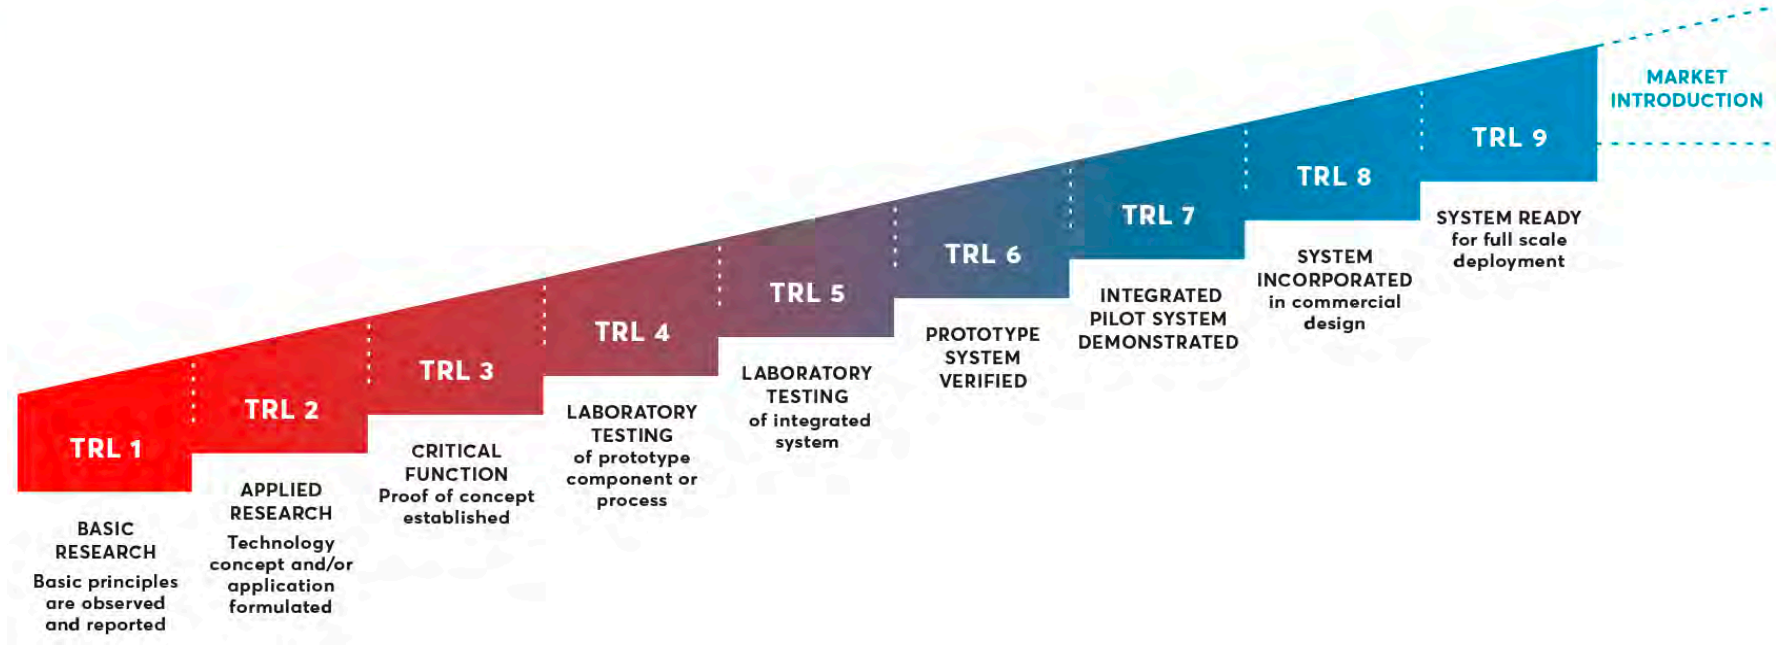 TRL 1
BASIC
RESEARCH
Basic principles
are observed
and reported
TRL 2
APPLIED
RESEARCH
Technology
concept and/or
application
formulated
TRL 3
CRITICAL
FUNCTION
Proof of concept
established
TRL 4
LABORATORY
TESTING
of prototype
component or
process
TRL 5
LABORATORY
TESTING
of integrated
system
TRL 6
PROTOTYPE
SYSTEM
VERIFIED
TRL 7
INTEGRATED
PILOT SYSTEM
DEMONSTRATED
TRL 8
SYSTEM
INCORPORATED
in commercial
design
TRL 9
SYSTEM READY
for full scale
deployment
MARKET
INTRODUCTION